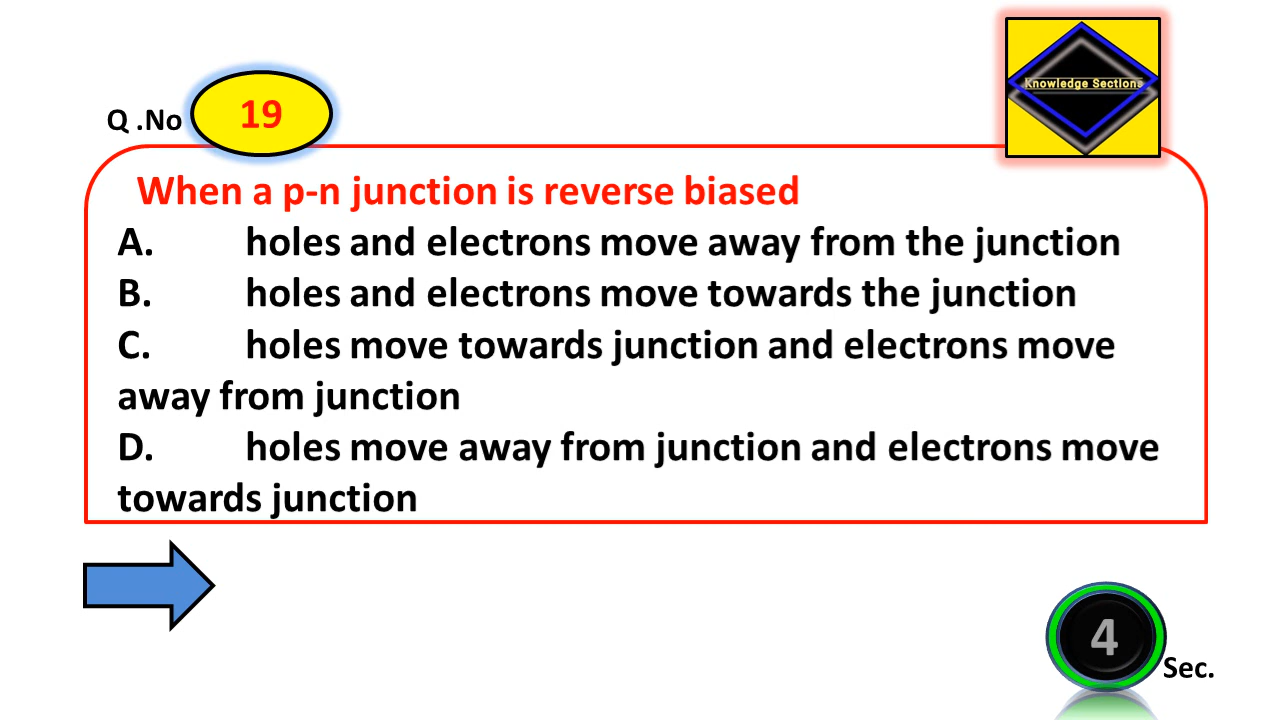 Knowledge Sections
Q .No 19
When a p-n junction is reverse biased
A. holes and electrons move away from the junction
B. holes and electrons move towards the junction
C. holes move towards junction and electrons move
away from junction
D. holes move away from junction and electrons move
towards junction
4
Sec.